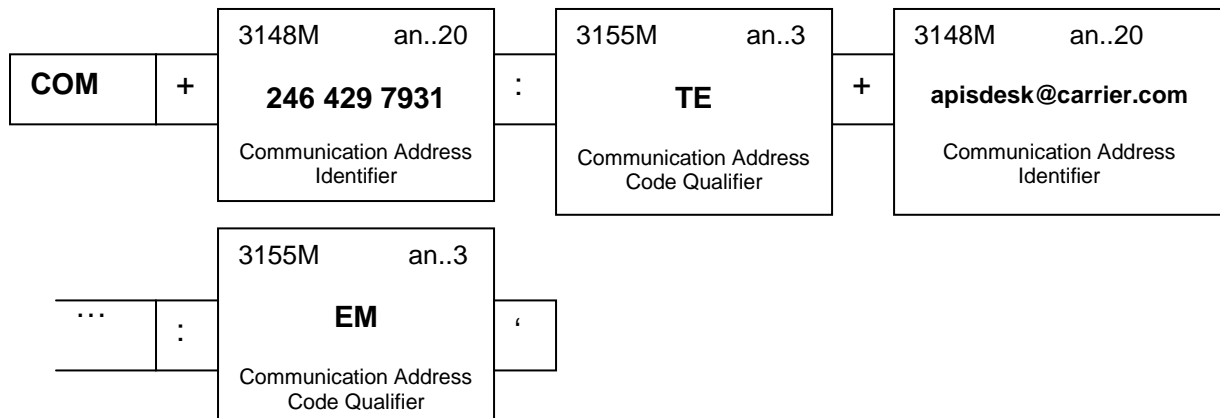 3148M an..20 3155M an..3 3148M an..20
COM + 246 429 7931 : TE + apisdesk@carrier.com
Communication Address Communication Address Communication Address
Identifier Code Qualifier Identifier
3155M an..3
... : EM ‘
Communication Address
Code Qualifier